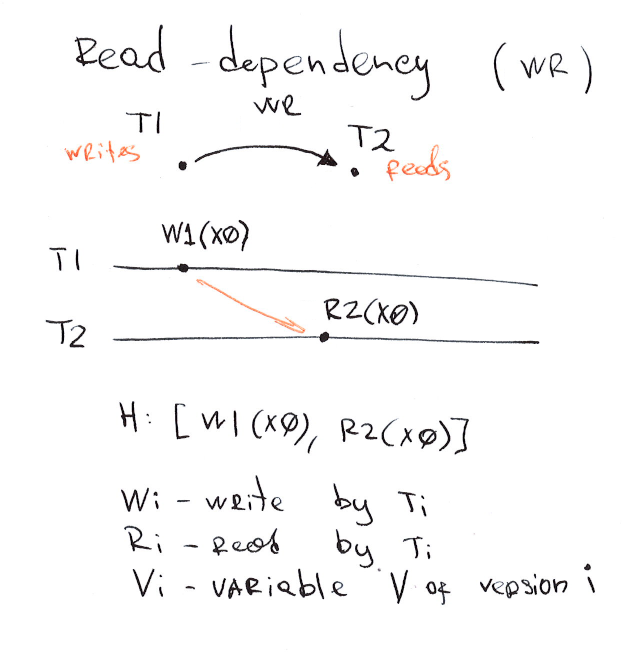 Read-dependency (WR)
WR
T1 T2
writes reads
W1(X0)
T1
R2(X0)
T2
H: [W1(X0), R2(X0)]
Wi - write by Ti
Ri - Read by Ti
Vi - VARiable V of version i